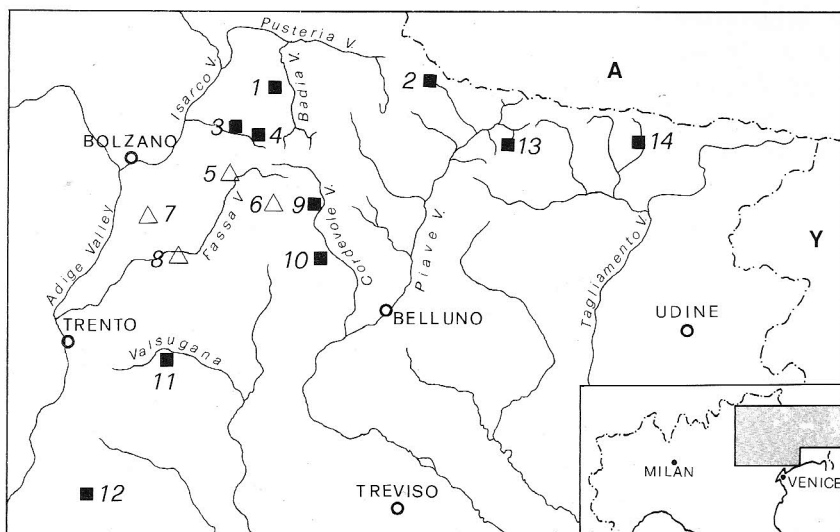 Pusteria V.
A
Isarco V.
1
Badia V.
2
3
4
BOLZANO
13
14
5
7
6
9
Fassa V.
Cordevole V.
Y
8
10
Piave V.
Adige Valley
Tagliamento V.
BELLUNO
UDINE
TRENTO
Valsugana
11
12
TREVISO
MILAN
VENICE